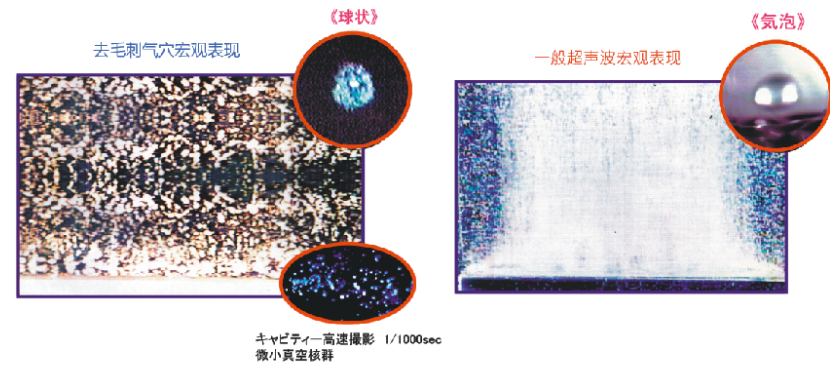 《球状》
去毛刺气穴宏观表现
キャビティー高速撮影 1/1000sec
微小真空核群
《気泡》
一般超声波宏观表现